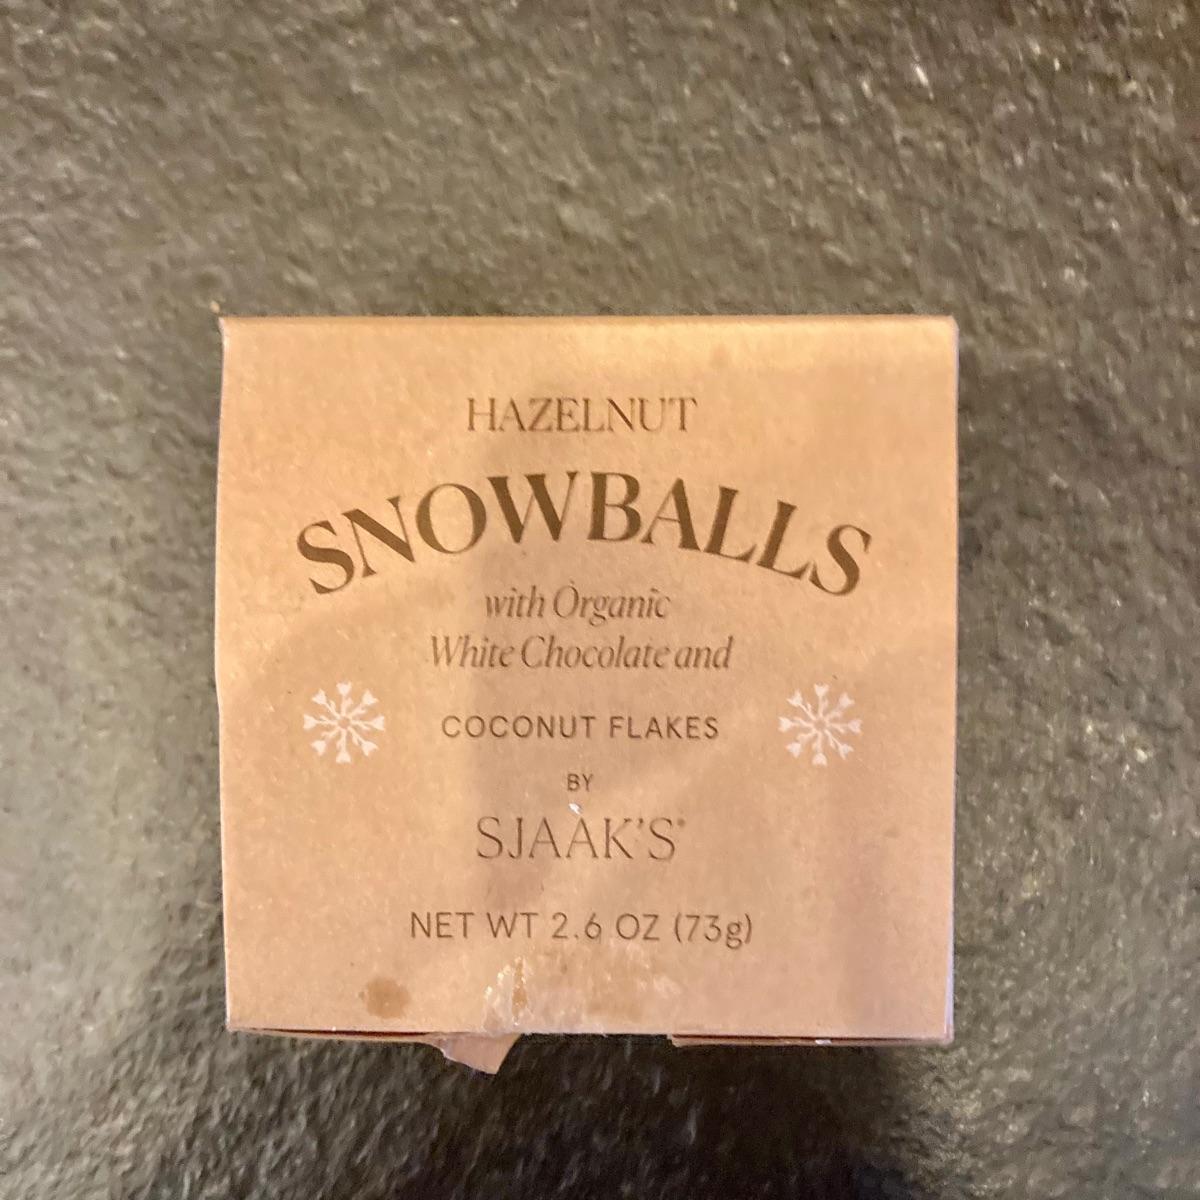 HAZELNUT
SNOWBALLS
with Organic
White Chocolate and
COCONUT FLAKES
BY
SJAAK'S®
NET WT 2.6 OZ (73g)